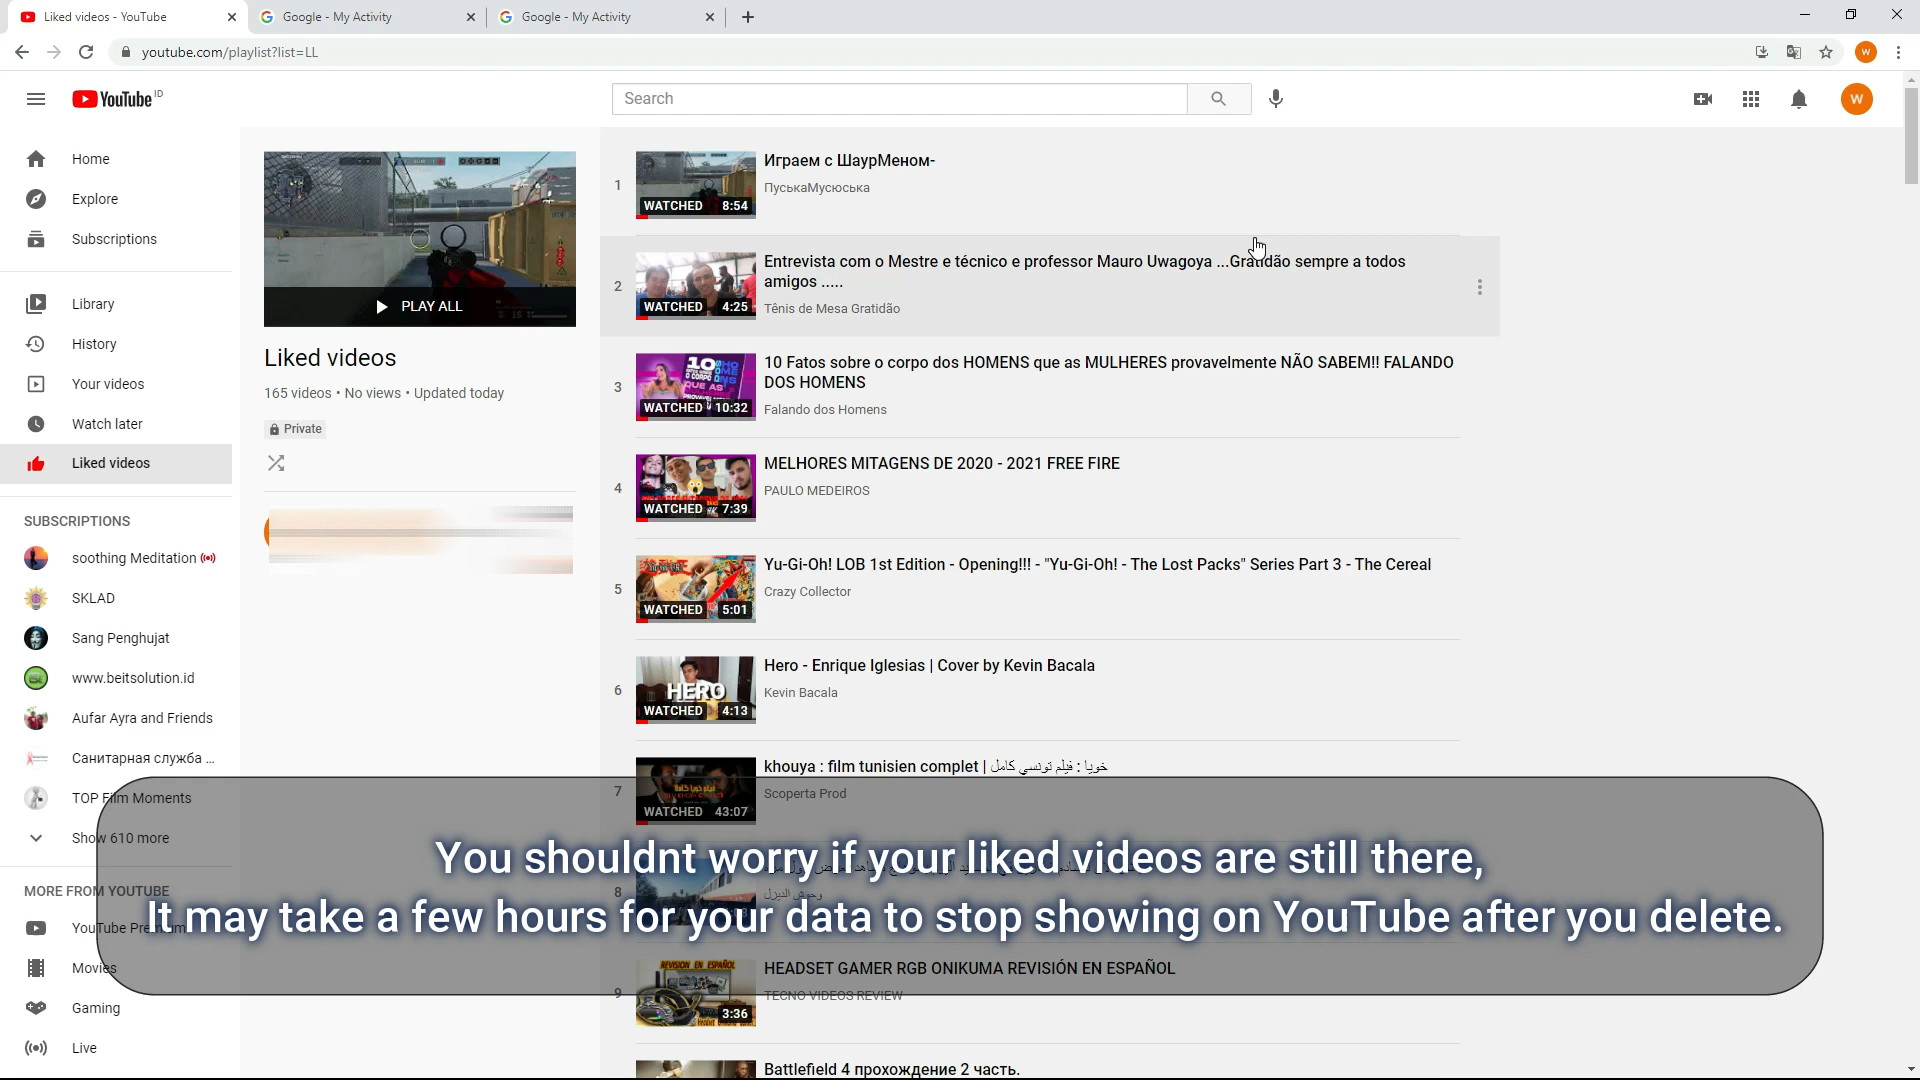 Liked videos - YouTube
Google - My Activity
Google - My Activity
youtube.com/playlist?list=LL
W
YouTube ID
Search
W
Home
Explore
Subscriptions
Library
History
Your videos
Watch later
Liked videos
SUBSCRIPTIONS
soothing Meditation
SKLAD
Sang Penghujat
www.beitsolution.id
Aufar Ayra and Friends
Санитарная служба ...
TOP Film Moments
Show 610 more
MORE FROM YOUTUBE
YouTube Premium
Movies
Gaming
Live
PLAY ALL
Liked videos
165 videos • No views • Updated today
Private
1
WATCHED 8:54
Играем с ШаурМеном-
ПуськаМусюська
2
WATCHED 4:25
Entrevista com o Mestre e técnico e professor Mauro Uwagoya ...Gratidão sempre a todos
amigos .....
Tênis de Mesa Gratidão
3
WATCHED 10:32
10 Fatos sobre o corpo dos HOMENS que as MULHERES provavelmente NÃO SABEM!! FALANDO
DOS HOMENS
Falando dos Homens
4
WATCHED 7:39
MELHORES MITAGENS DE 2020 - 2021 FREE FIRE
PAULO MEDEIROS
5
WATCHED 5:01
Yu-Gi-Oh! LOB 1st Edition - Opening!!! - "Yu-Gi-Oh! - The Lost Packs" Series Part 3 - The Cereal
Crazy Collector
6
HERO
WATCHED 4:13
Hero - Enrique Iglesias | Cover by Kevin Bacala
Kevin Bacala
7
WATCHED 43:07
khouya : film tunisien complet | خويا : فيلم تونسي كامل
Scoperta Prod
8
وحوش الديزل
You shouldnt worry if your liked videos are still there,
It may take a few hours for your data to stop showing on YouTube after you delete.
9
REVISION EN ESPAÑOL
3:36
HEADSET GAMER RGB ONIKUMA REVISIÓN EN ESPAÑOL
TECNO VIDEOS REVIEW
Battlefield 4 прохождение 2 часть.